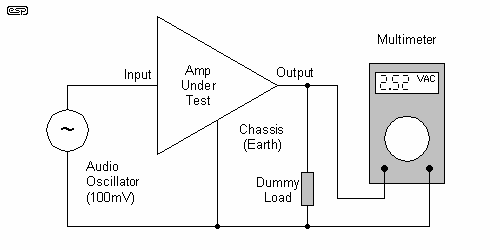 esp
Multimeter
2.52 VAC
Input
Amp
Under
Test
Output
~
Chassis
(Earth)
Audio
Oscillator
(100mV)
Dummy
Load